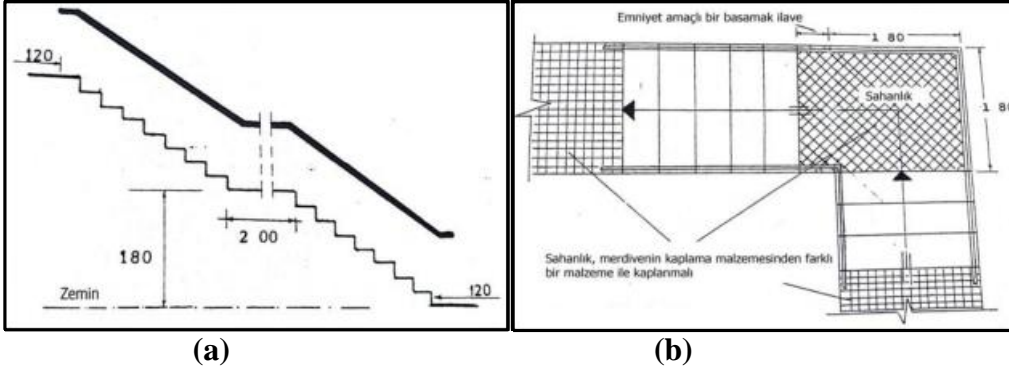 120
2 00
180
Zemin
120
(a)
Emniyet amaçlı bir basamak ilave
1 80
Sahanlık
1 80
Sahanlık, merdivenin kaplama malzemesinden farklı
bir malzeme ile kaplanmalı
(b)